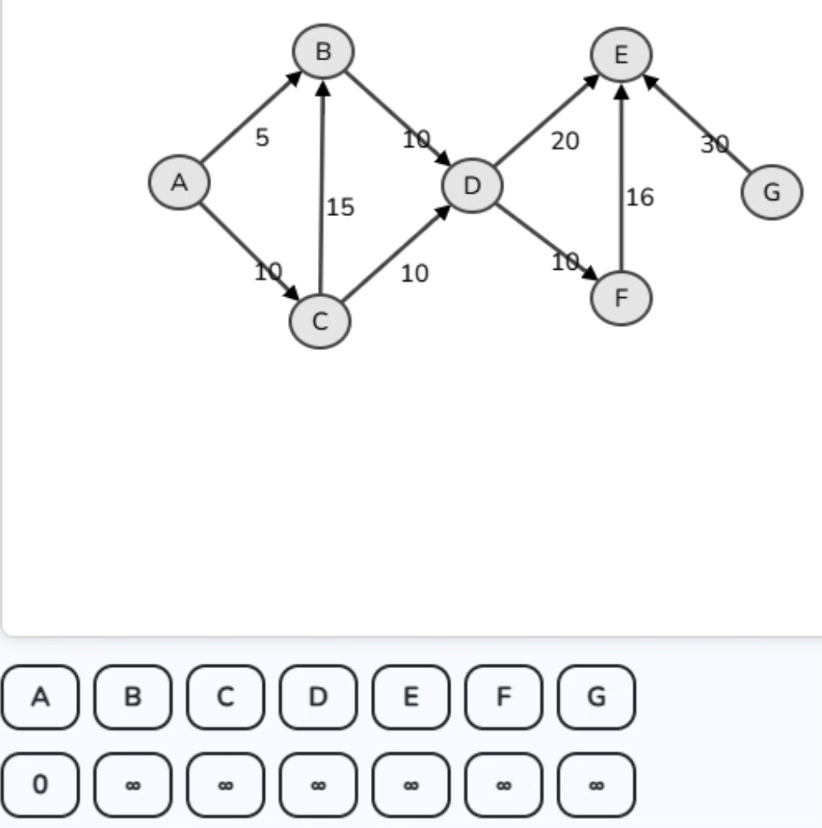 B E
5 10 20 30
A D G
15 16
10 10 10
C F
A B C D E F G
0 ∞ ∞ ∞ ∞ ∞ ∞